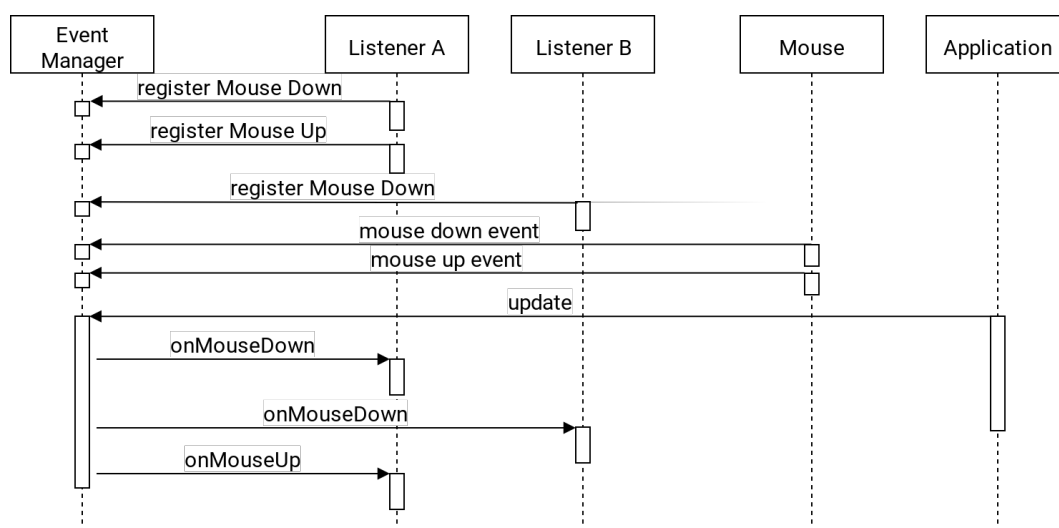 Event
Manager
Listener A
Listener B
Mouse
Application
register Mouse Down
register Mouse Up
register Mouse Down
mouse down event
mouse up event
update
onMouseDown
onMouseDown
onMouseUp